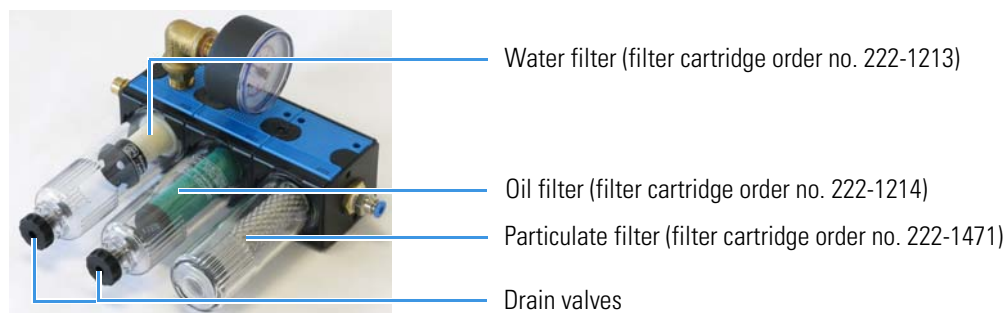 Water filter (filter cartridge order no. 222-1213)
Oil filter (filter cartridge order no. 222-1214)
Particulate filter (filter cartridge order no. 222-1471)
Drain valves